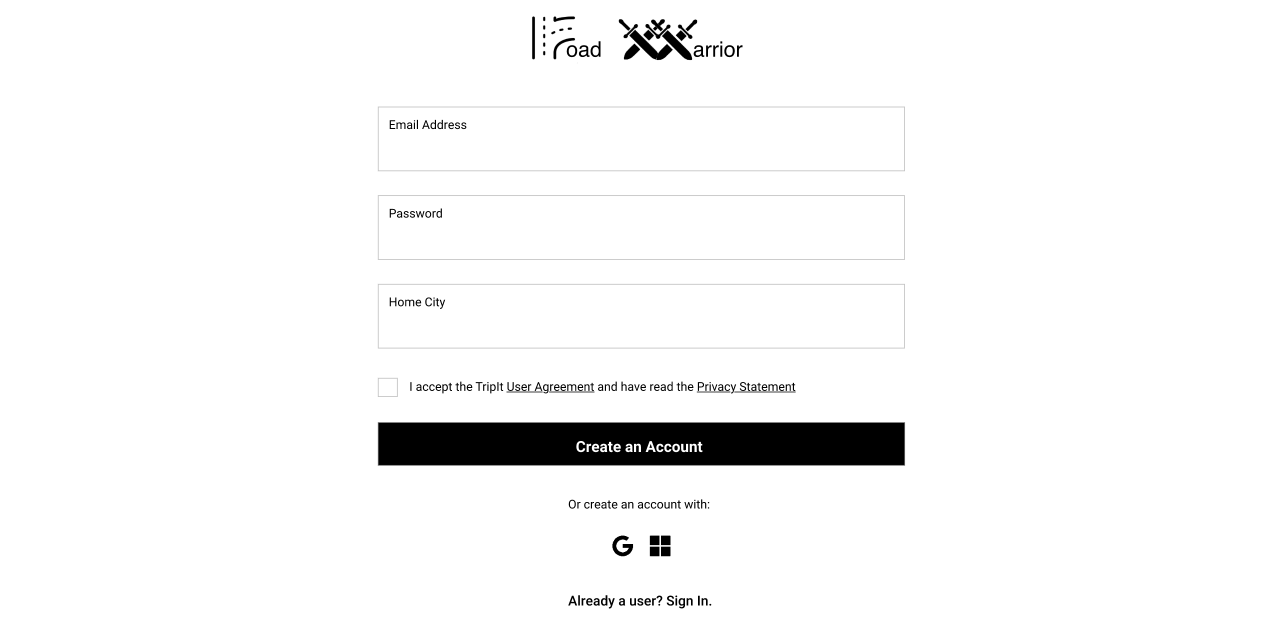 Road Warrior
Email Address
Password
Home City
I accept the TripIt User Agreement and have read the Privacy Statement
Create an Account
Or create an account with:
G
Already a user? Sign In.